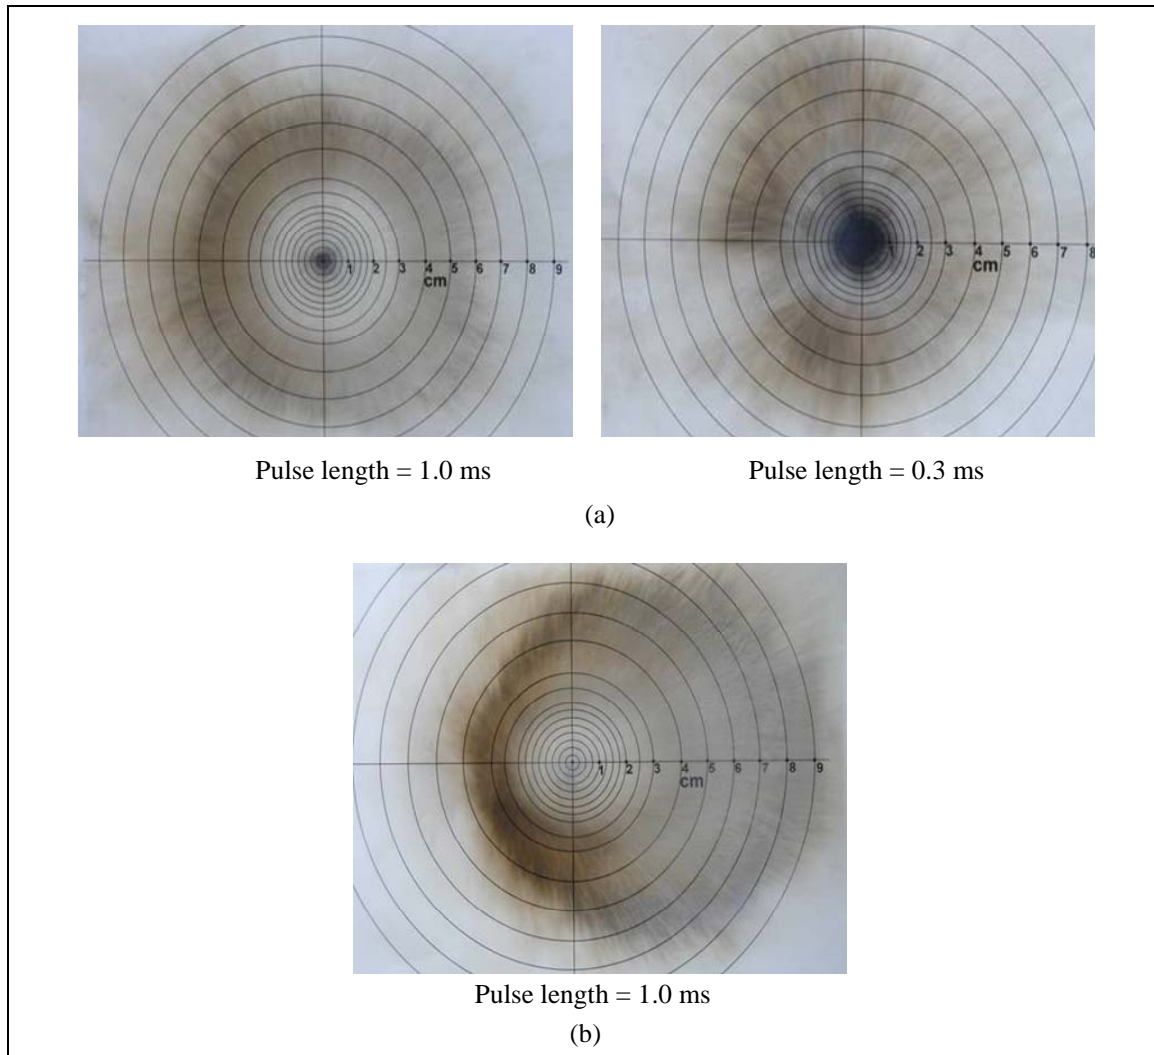 1 2 3 4 5 6 7 8 9
cm
1 2 3 4 5 6 7 8
cm
Pulse length = 1.0 ms
Pulse length = 0.3 ms
(a)
1 2 3 4 5 6 7 8 9
cm
Pulse length = 1.0 ms
(b)